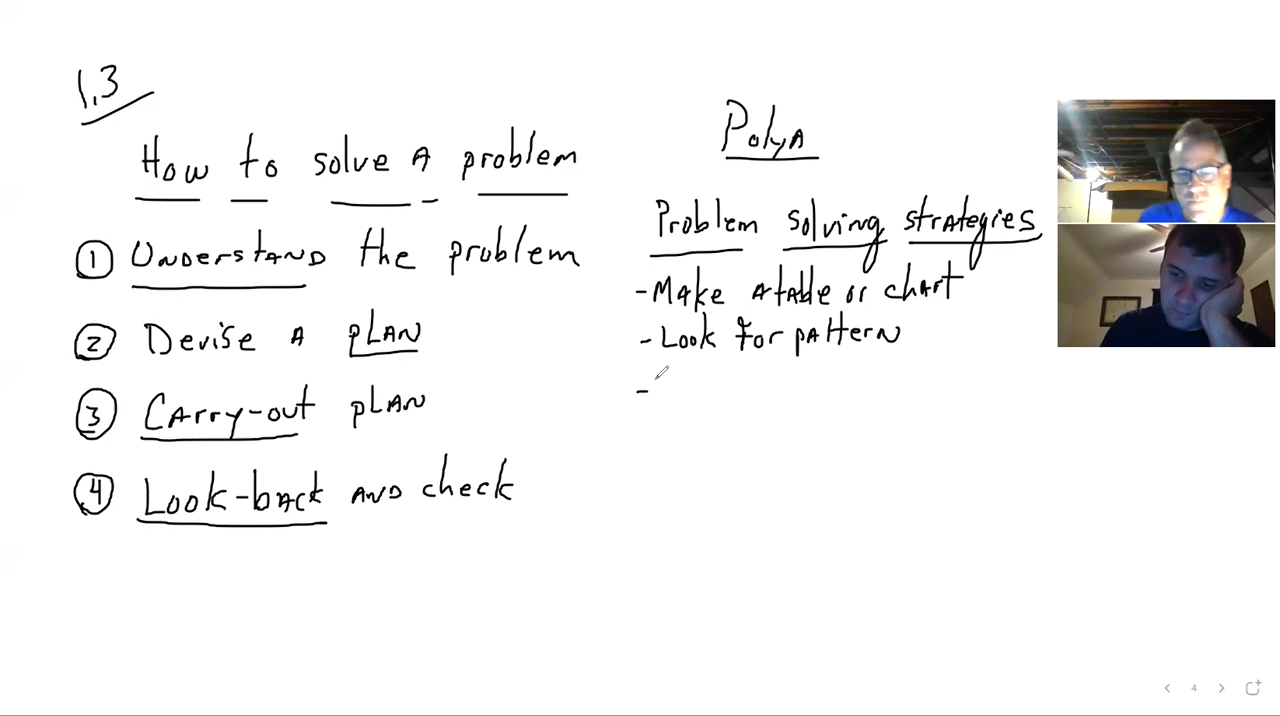 1.3
How to solve A problem
1 UNDERSTAND the problem
2 Devise A pLAN
3 CArry-out pLAN
4 Look-bACK AND check
PolyA
Problem solving strategies
- MAke A table or chArt
- Look for pAttern
-
4